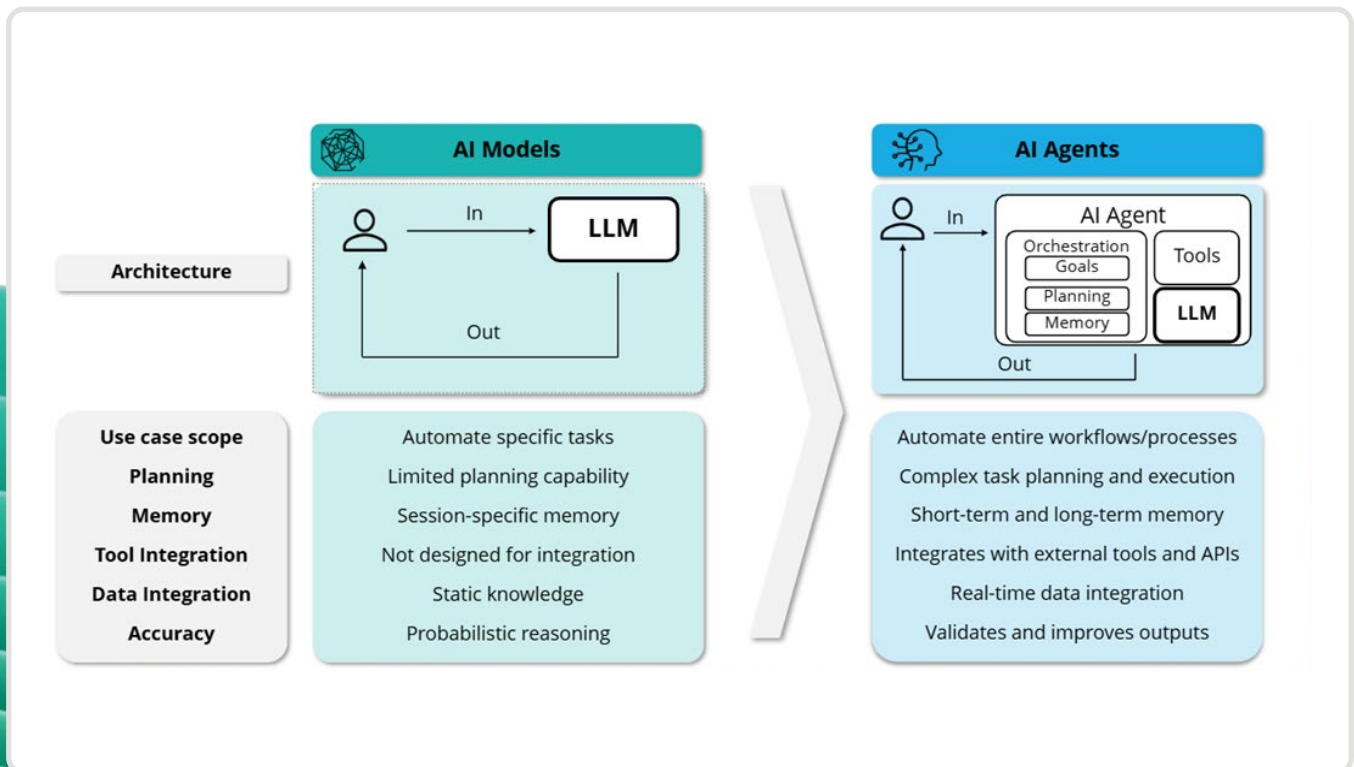 AI Models
AI Agents
Architecture
In
LLM
Out
In
AI Agent
Orchestration
Goals
Planning
Memory
Tools
LLM
Out
Use case scope
Automate specific tasks
Automate entire workflows/processes
Planning
Limited planning capability
Complex task planning and execution
Memory
Session-specific memory
Short-term and long-term memory
Tool Integration
Not designed for integration
Integrates with external tools and APIs
Data Integration
Static knowledge
Real-time data integration
Accuracy
Probabilistic reasoning
Validates and improves outputs